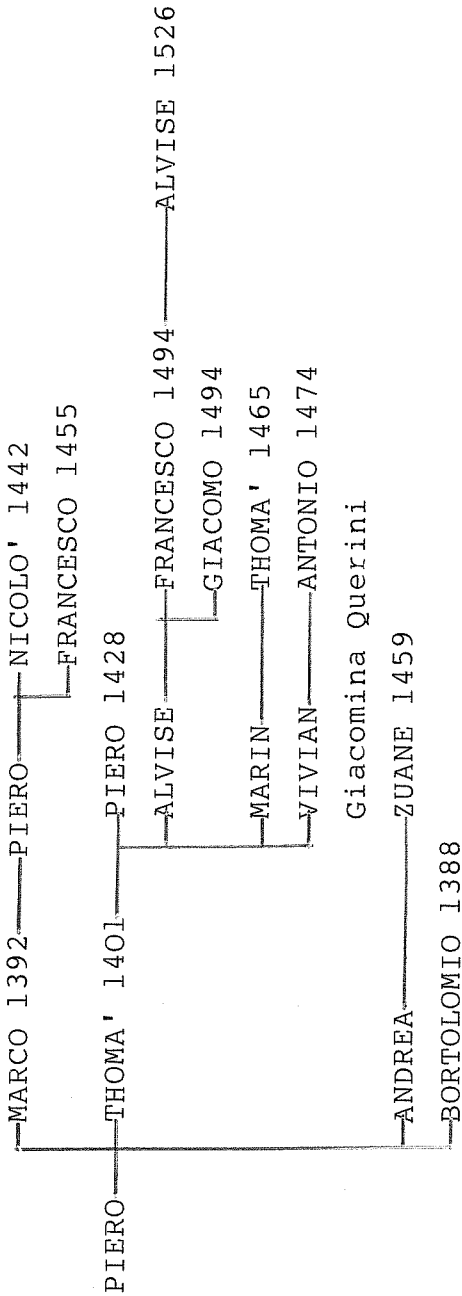 MARCO 1392 PIERO NICOLO' 1442
FRANCESCO 1455
PIERO THOMA' 1401 PIERO 1428
ALVISE FRANCESCO 1494 ALVISE 1526
GIACOMO 1494
MARIN THOMA' 1465
VIVIAN ANTONIO 1474
Giacomina Querini
ANDREA ZUANE 1459
BORTOLOMIO 1388